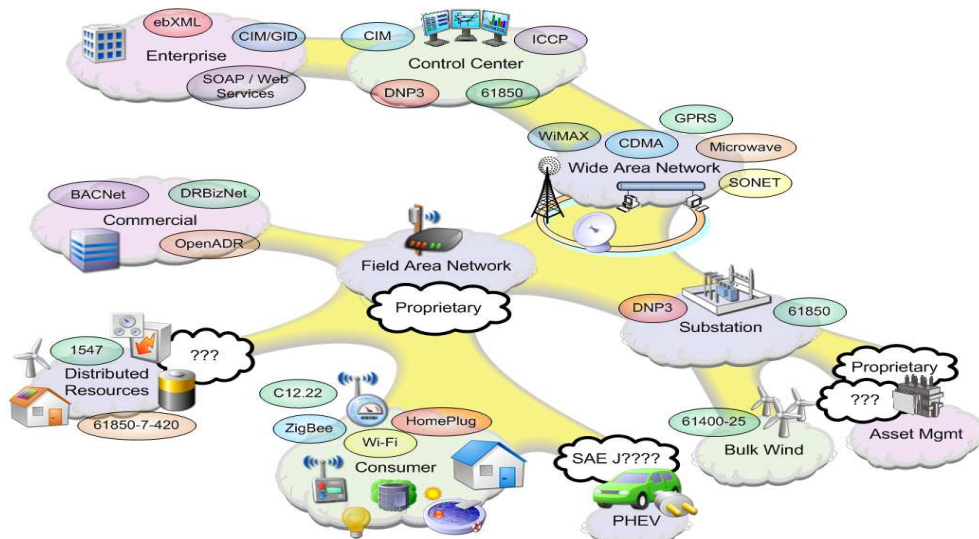 ebXML
CIM/GID
Enterprise
SOAP / Web
Services
CIM
ICCP
Control Center
DNP3
61850
GPRS
WiMAX
CDMA
Microwave
Wide Area Network
SONET
BACNet
DRBizNet
Commercial
OpenADR
Field Area Network
Proprietary
DNP3
61850
Substation
1547
???
Distributed
Resources
61850-7-420
C12.22
ZigBee
HomePlug
Wi-Fi
Consumer
SAE J????
PHEV
61400-25
Bulk Wind
Proprietary
???
Asset Mgmt